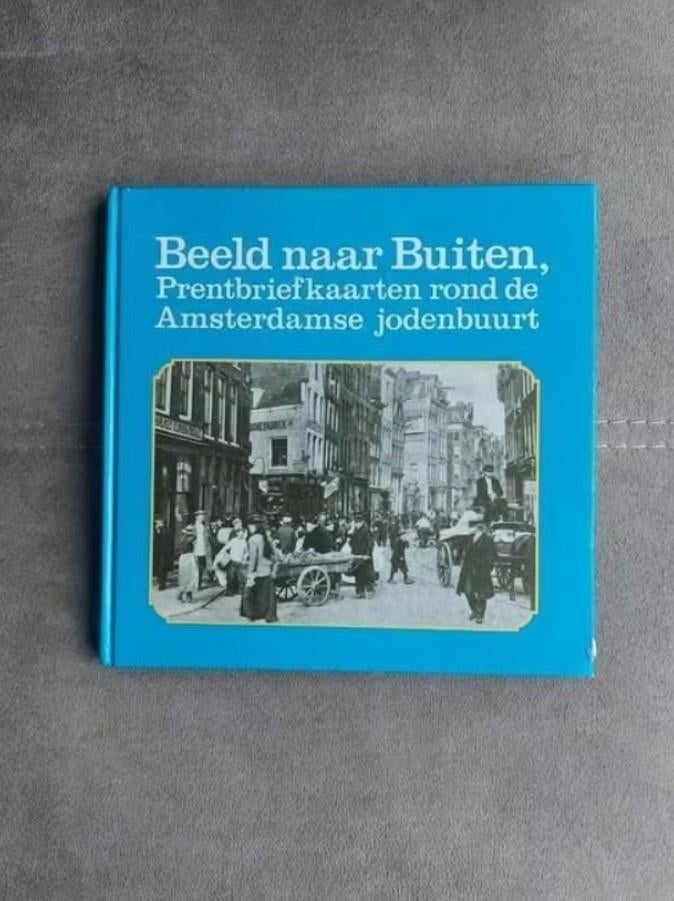 Beeld naar Buiten,
Prentbriefkaarten rond de
Amsterdamse jodenbuurt